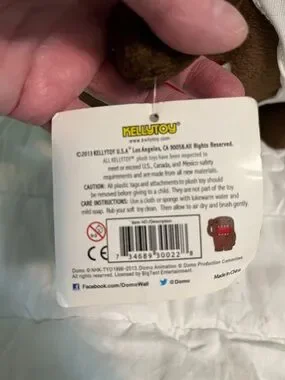 KELLYTOY
www.kellytoy.com
©2013 KELLYTOY U.S.A. Los Angeles, CA 90058. All Rights Reserved.
ALL KELLYTOY plush toys have been inspected to
meet or exceed U.S., Canada, and Mexico safety
requirements and are made from all new materials.
CAUTION: All plastic tags and attachments to plush toy should
be removed before giving to a child. They are not part of the toy
CARE INSTRUCTIONS: Use a cloth or sponge with lukewarm water and
mild soap. Rub your soft toy clean. Then allow to air dry and brush gently.
Item NO./Description
7 34689 30022 8
Domo © NHK-TYO1998-2013. Domo Animation © Domo Production Committee.
All rights reserved. Licensed by BigTent Entertainment.
Facebook.com/DomoWall @Domo
Made in China